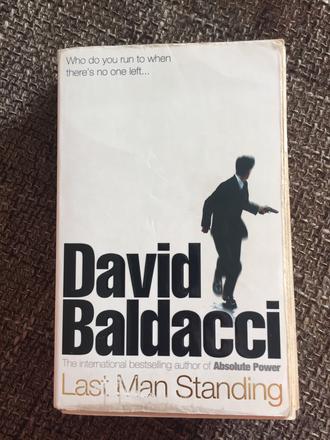 Who do you run to when
there's no one left...
David
Baldacci
The international bestselling author of Absolute Power
Last Man Standing